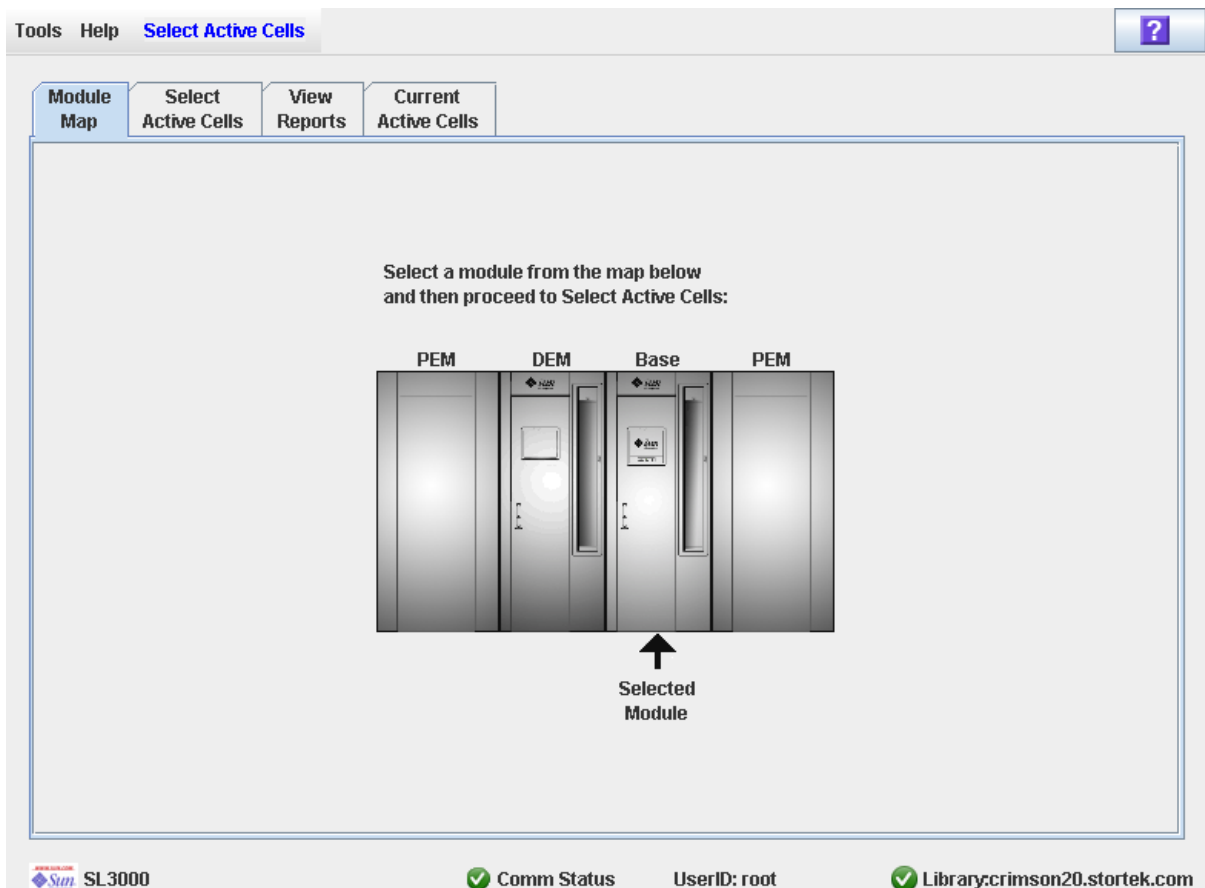 Tools Help Select Active Cells ?
Module Map
Select Active Cells
View Reports
Current Active Cells
Select a module from the map below
and then proceed to Select Active Cells:
PEM DEM Base PEM
Sun
Selected
Module
Sun SL3000 Comm Status UserID: root Library:crimson20.stortek.com